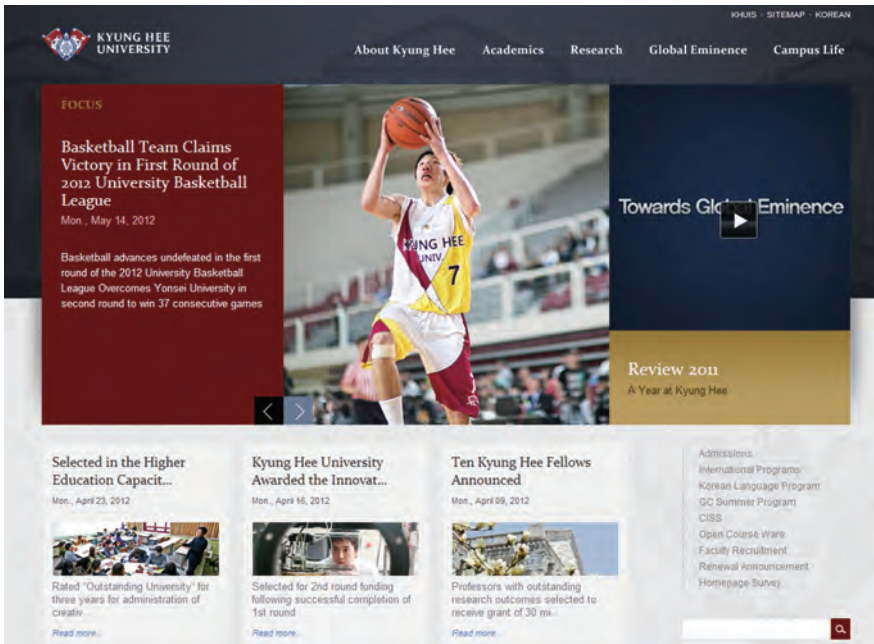 KHUIS · SITEMAP · KOREAN
KYUNG HEE
UNIVERSITY
About Kyung Hee Academics Research Global Eminence Campus Life
FOCUS
Basketball Team Claims
Victory in First Round of
2012 University Basketball
League
Mon., May 14, 2012
Basketball advances undefeated in the first
round of the 2012 University Basketball
League Overcomes Yonsei University in
second round to win 37 consecutive games
KYUNG HEE
UNIV.
7
Towards Global Eminence
Review 2011
A Year at Kyung Hee
Selected in the Higher
Education Capacit...
Mon., April 23, 2012
Rated "Outstanding University" for
three years for administration of
creativ...
Read more...
Kyung Hee University
Awarded the Innovat...
Mon., April 16, 2012
Selected for 2nd round funding
following successful completion of
1st round
Read more...
Ten Kyung Hee Fellows
Announced
Mon., April 09, 2012
Professors with outstanding
research outcomes selected to
receive grant of 30 mi...
Read more...
Admissions
International Programs
Korean Language Program
GC Summer Program
CISS
Open Course Ware
Faculty Recruitment
Renewal Announcement
Homepage Survey